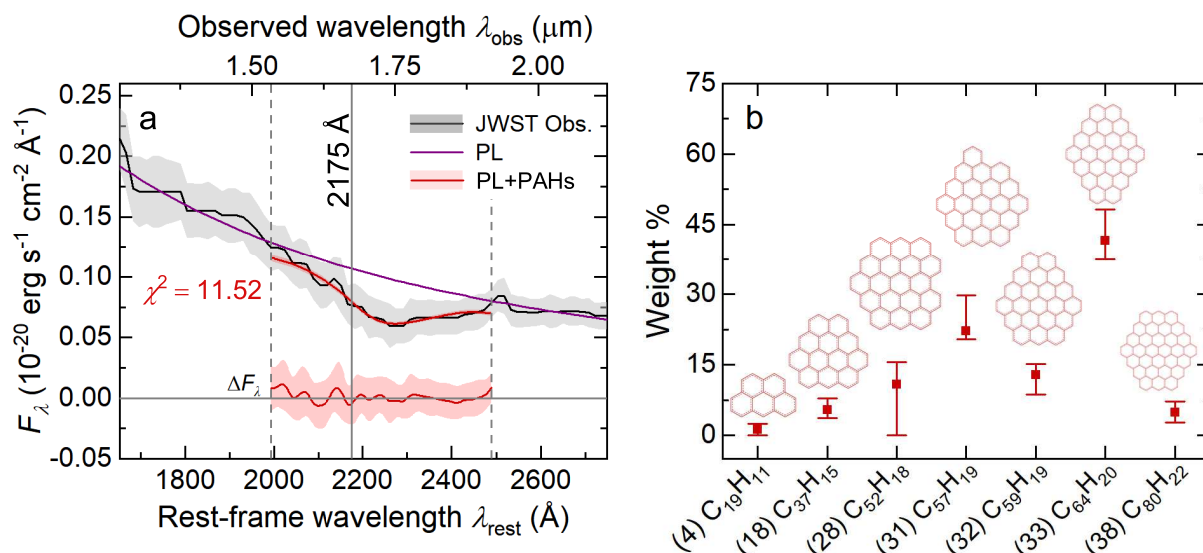 Observed wavelength λobs (μm)
1.50 1.75 2.00
0.25
0.20
0.15
0.10
0.05
0.00
-0.05
Fλ (10-20 erg s-1 cm-2 Å-1)
a
2175 Å
JWST Obs.
PL
PL+PAHs
χ2 = 11.52
ΔFλ
1800 2000 2200 2400 2600
Rest-frame wavelength λrest (Å)
b
75
60
45
30
15
0
Weight %
(4) C19H11
(18) C37H15
(28) C52H18
(31) C57H19
(32) C59H19
(33) C64H20
(38) C80H22